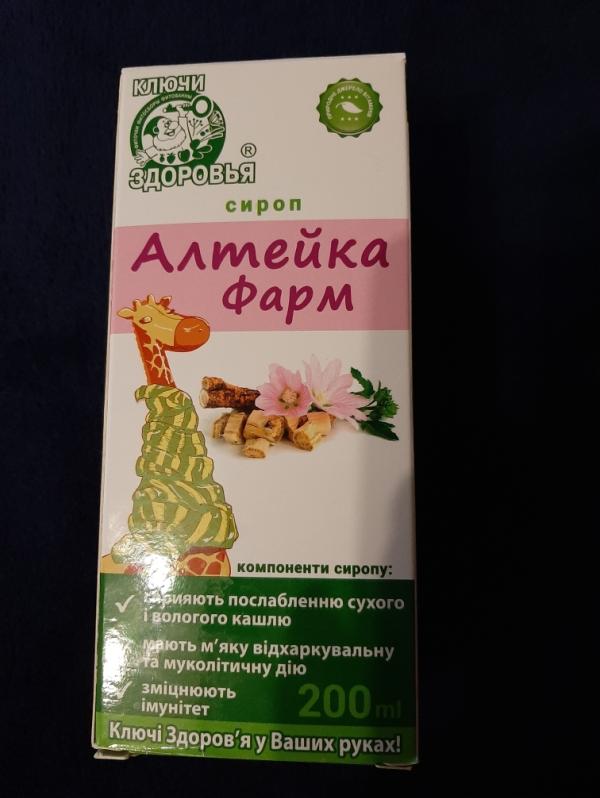 КЛЮЧИ
ЗДОРОВЬЯ
®
сироп
Алтейка
Фарм
компоненти сиропу:
послабленню сухого
і вологого кашлю
мають м’яку відхаркувальну
та муколітичну дію
зміцнюють
імунітет
200 ml
Ключі Здоров’я у Ваших руках!